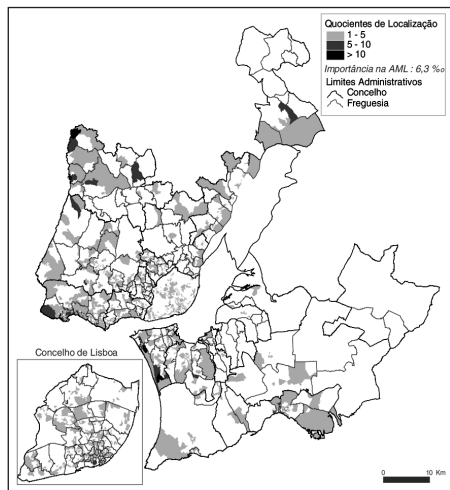 Quocientes de Localização
1 - 5
5 - 10
> 10
Importância na AML : 6,3 ‰
Limites Administrativos
Concelho
Freguesia
Concelho de Lisboa
0 10 Km